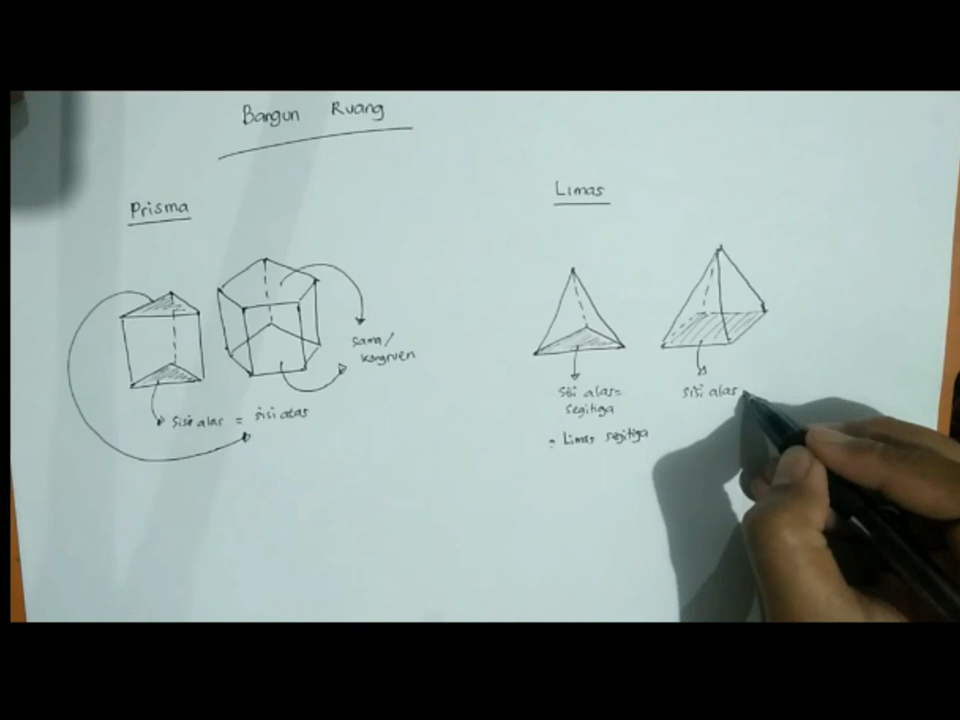 Bangun Ruang
Prisma
sama/
kongruen
sisi alas = sisi atas
Limas
sisi alas =
segitiga
: Limas segitiga
sisi alas